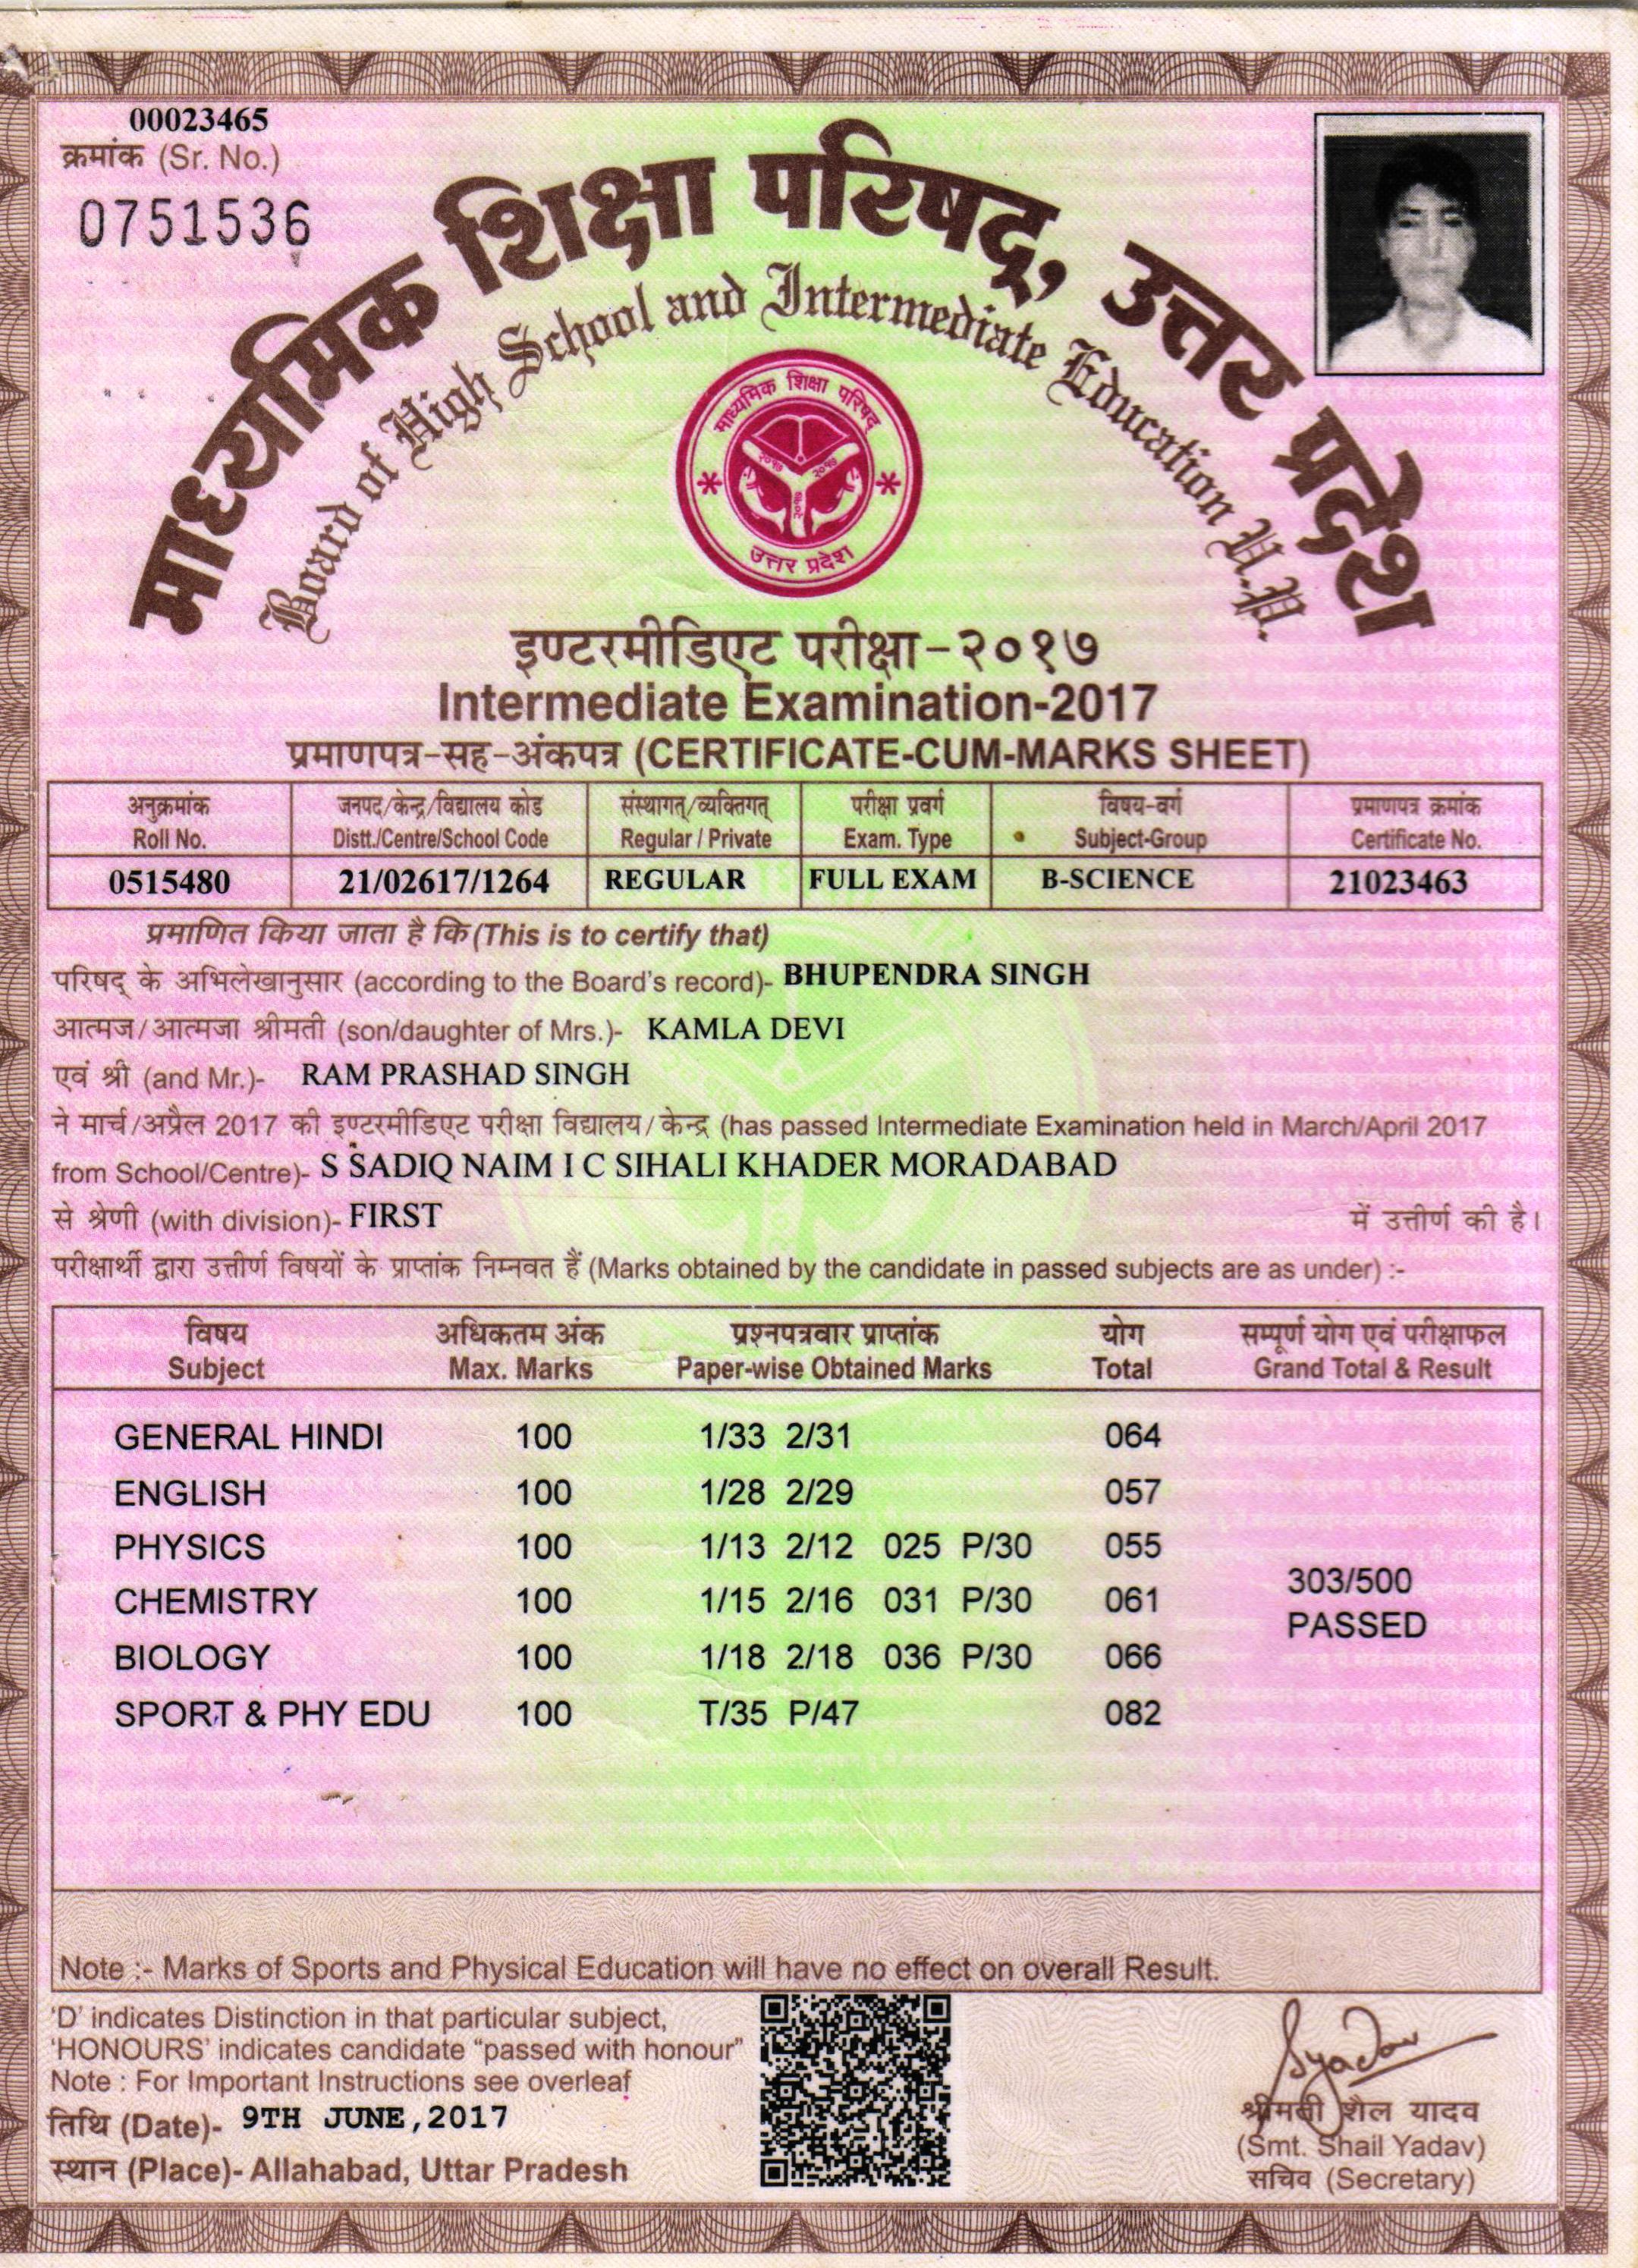 00023465
क्रमांक (Sr. No.)
0751536
माध्यमिक शिक्षा परिषद्, उत्तर प्रदेश
Board of High School and Intermediate Education U.P.
माध्यमिक शिक्षा परिषद्
२०१७ २०१७
२०१७
उत्तर प्रदेश
इण्टरमीडिएट परीक्षा-२०१७
Intermediate Examination-2017
प्रमाणपत्र-सह-अंकपत्र (CERTIFICATE-CUM-MARKS SHEET)
अनुक्रमांक जनपद/केन्द्र/विद्यालय कोड संस्थागत्/व्यक्तिगत् परीक्षा प्रवर्ग विषय-वर्ग प्रमाणपत्र क्रमांक
Roll No. Distt./Centre/School Code Regular / Private Exam. Type Subject-Group Certificate No.
0515480 21/02617/1264 REGULAR FULL EXAM B-SCIENCE 21023463
प्रमाणित किया जाता है कि (This is to certify that)
परिषद् के अभिलेखानुसार (according to the Board's record)- BHUPENDRA SINGH
आत्मज/आत्मजा श्रीमती (son/daughter of Mrs.)- KAMLA DEVI
एवं श्री (and Mr.)- RAM PRASHAD SINGH
ने मार्च/अप्रैल 2017 की इण्टरमीडिएट परीक्षा विद्यालय/केन्द्र (has passed Intermediate Examination held in March/April 2017
from School/Centre)- S SADIQ NAIM I C SIHALI KHADER MORADABAD
से श्रेणी (with division)- FIRST में उत्तीर्ण की है।
परीक्षार्थी द्वारा उत्तीर्ण विषयों के प्राप्तांक निम्नवत हैं (Marks obtained by the candidate in passed subjects are as under) :-
विषय अधिकतम अंक प्रश्नपत्रवार प्राप्तांक योग सम्पूर्ण योग एवं परीक्षाफल
Subject Max. Marks Paper-wise Obtained Marks Total Grand Total & Result
GENERAL HINDI 100 1/33 2/31 064
ENGLISH 100 1/28 2/29 057
PHYSICS 100 1/13 2/12 025 P/30 055
303/500
CHEMISTRY 100 1/15 2/16 031 P/30 061
PASSED
BIOLOGY 100 1/18 2/18 036 P/30 066
SPORT & PHY EDU 100 T/35 P/47 082
Note :- Marks of Sports and Physical Education will have no effect on overall Result.
'D' indicates Distinction in that particular subject,
'HONOURS' indicates candidate "passed with honour"
Note : For Important Instructions see overleaf
तिथि (Date)- 9TH JUNE,2017
स्थान (Place)- Allahabad, Uttar Pradesh
Syadav
श्रीमती शैल यादव
(Smt. Shail Yadav)
सचिव (Secretary)